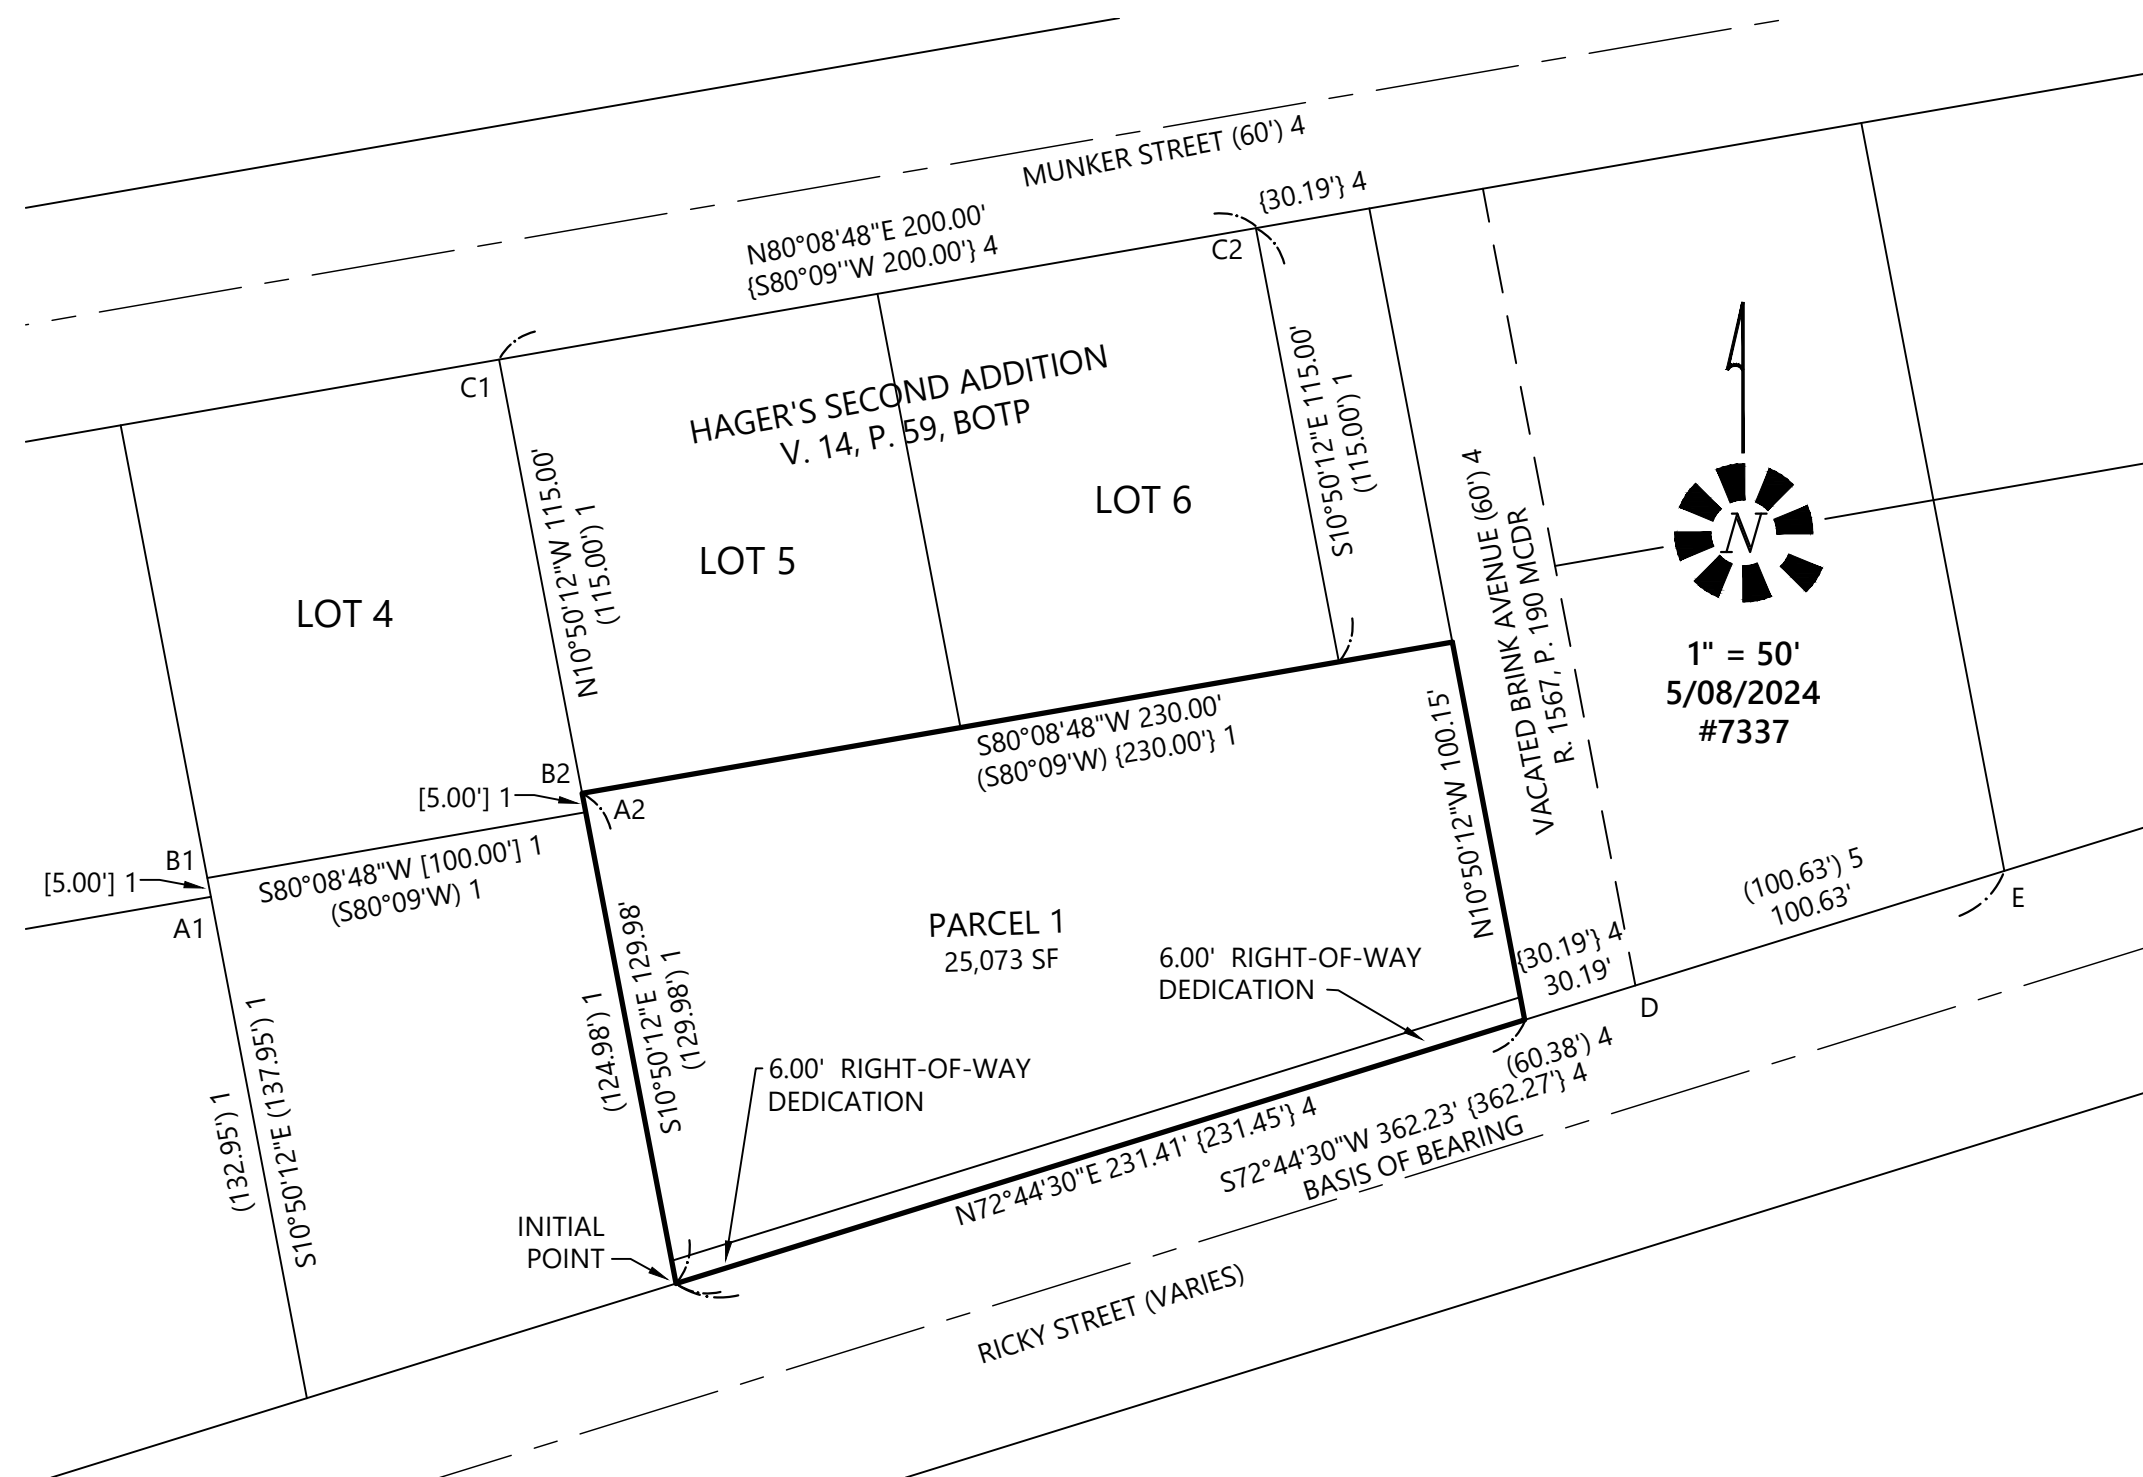 MUNKER STREET (60') 4
{30.19'} 4
N80°08'48"E 200.00'
{S80°09''W 200.00'} 4
C2
C1
HAGER'S SECOND ADDITION
V. 14, P. 59, BOTP
S10°50'12"E 115.00'
(115.00') 1
N10°50'12"W 115.00'
(115.00') 1
LOT 4
LOT 5
LOT 6
VACATED BRINK AVENUE (60') 4
R. 1567, P. 190 MCDR
N
1" = 50'
5/08/2024
#7337
S80°08'48"W 230.00'
(S80°09'W) {230.00'} 1
N10°50'12"W 100.15'
B2
[5.00'] 1
A2
B1
[5.00'] 1
A1
S80°08'48"W [100.00'] 1
(S80°09'W) 1
PARCEL 1
25,073 SF
6.00' RIGHT-OF-WAY
DEDICATION
(100.63') 5
100.63'
E
{30.19'} 4
30.19'
D
(124.98') 1
S10°50'12"E 129.98'
(129.98') 1
(132.95') 1
S10°50'12"E (137.95') 1
6.00' RIGHT-OF-WAY
DEDICATION
(60.38') 4
N72°44'30"E 231.41' {231.45'} 4
S72°44'30"W 362.23' {362.27'} 4
BASIS OF BEARING
INITIAL
POINT
RICKY STREET (VARIES)